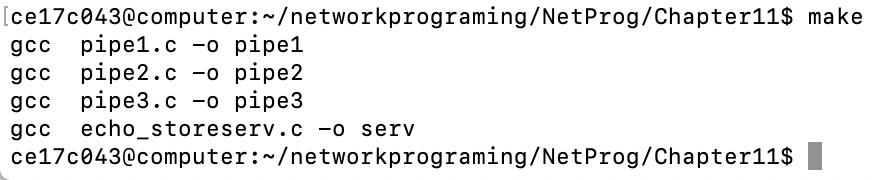 [ce17c043@computer:~/networkprograming/NetProg/Chapter11$ make
gcc  pipe1.c -o pipe1
gcc  pipe2.c -o pipe2
gcc  pipe3.c -o pipe3
gcc  echo_storeserv.c -o serv
ce17c043@computer:~/networkprograming/NetProg/Chapter11$